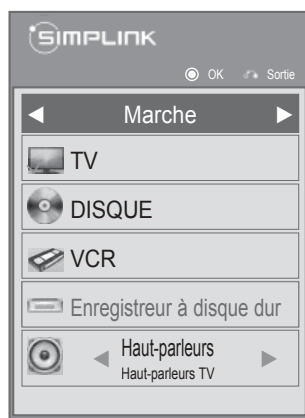 SIMPLINK
OK Sortie
Marche
TV
DISQUE
VCR
Enregistreur à disque dur
Haut-parleurs
Haut-parleurs TV